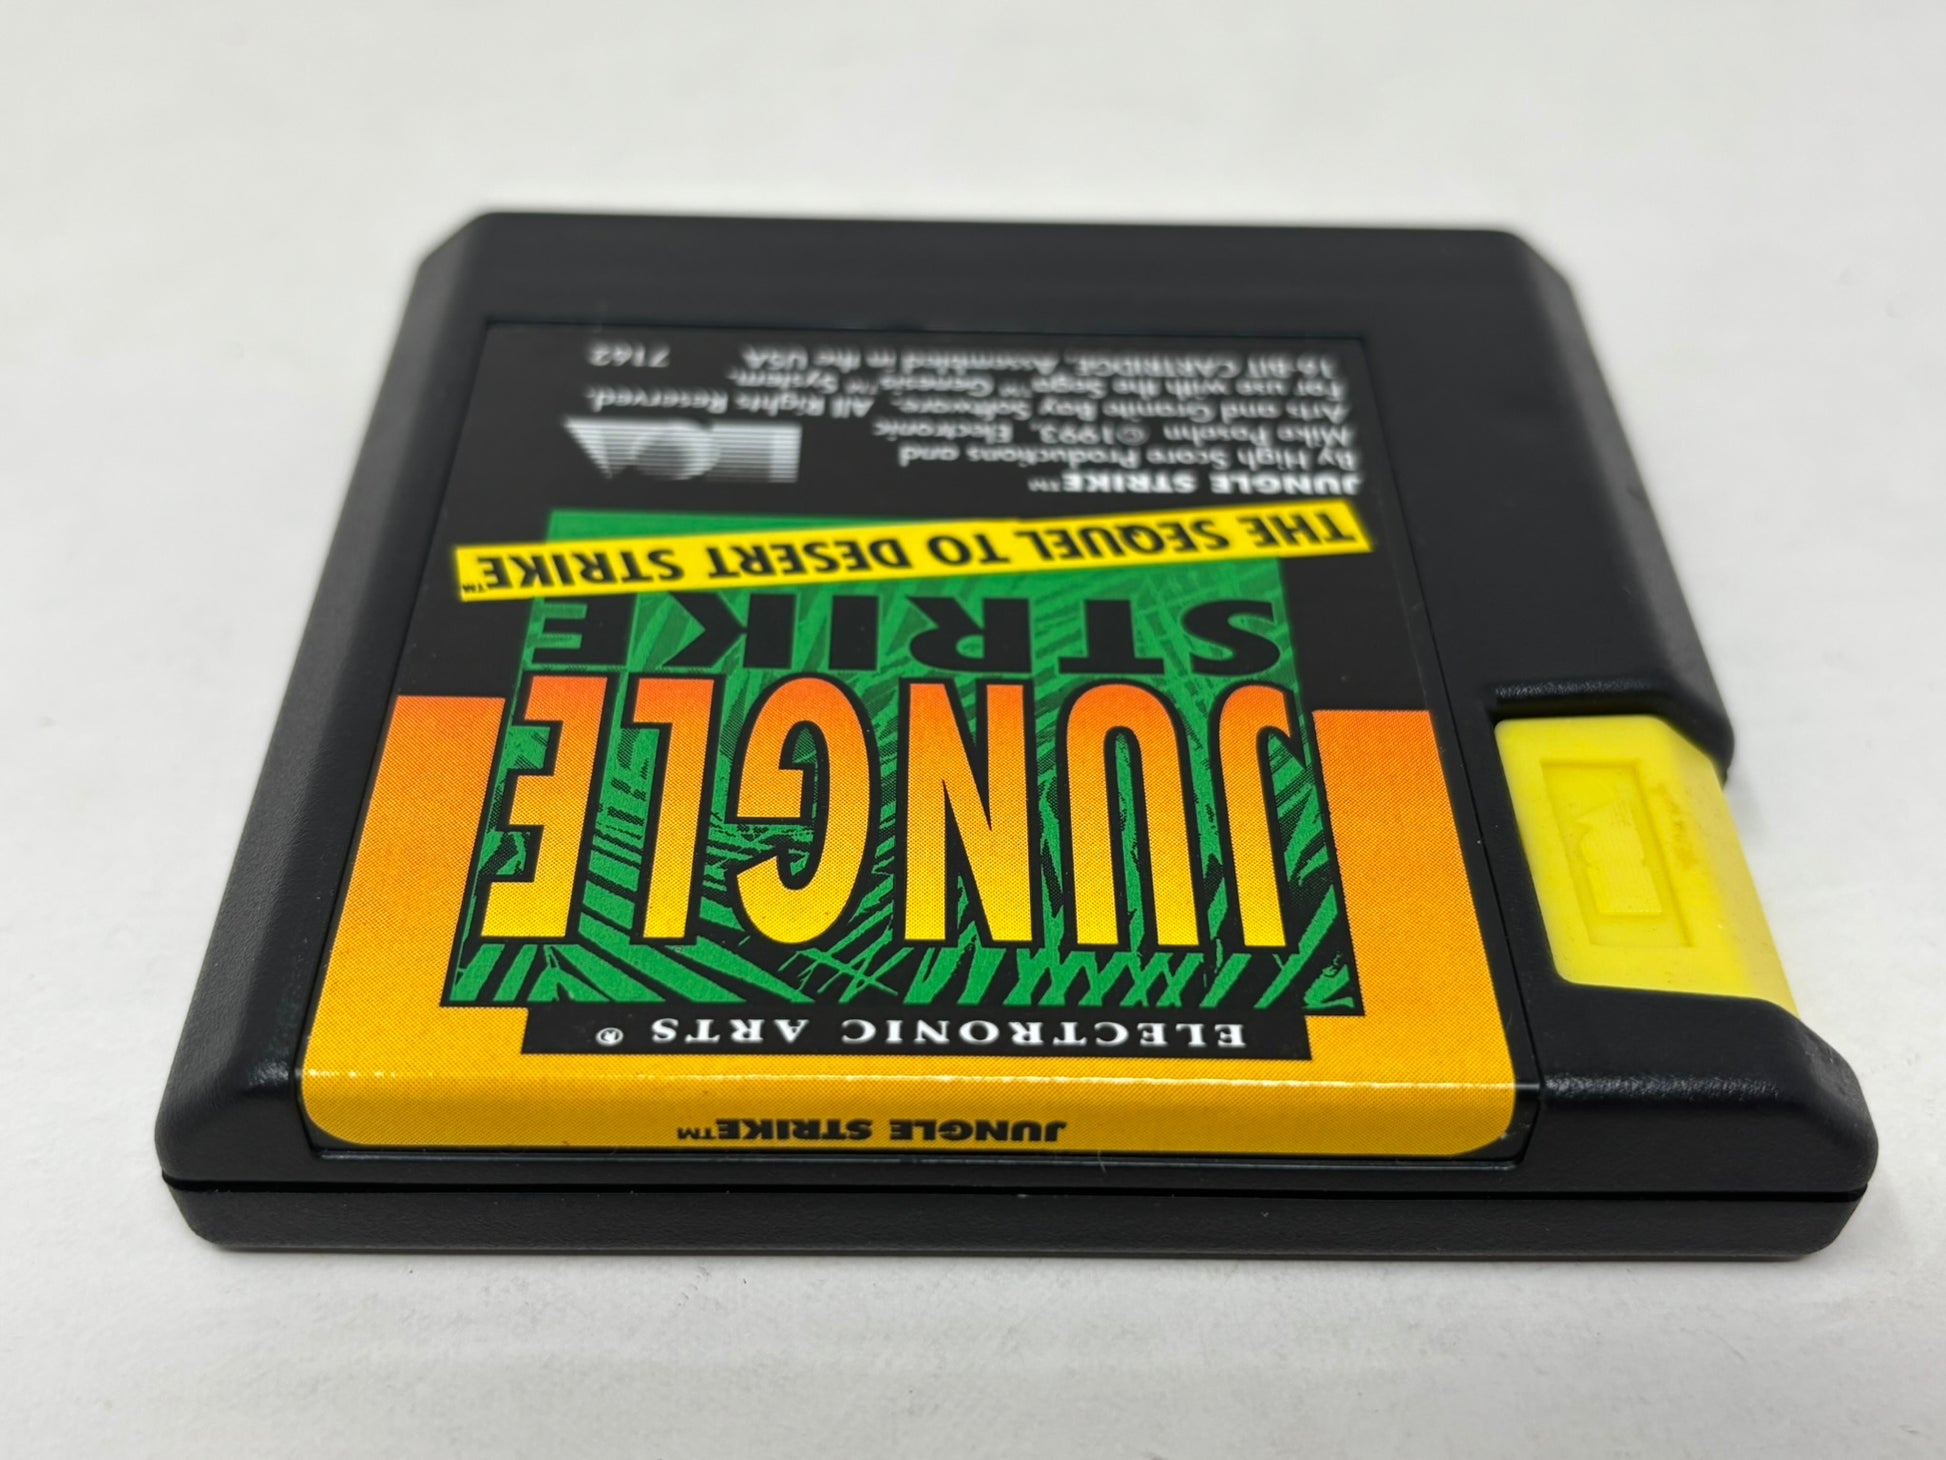 JUNGLE STRIKE™
ELECTRONIC ARTS ®
JUNGLE
STRIKE
THE SEQUEL TO DESERT STRIKE™
JUNGLE STRIKE™
By High Score Productions and
Mike Posehn ©1993, Electronic
Arts and Granite Bay Software. All Rights Reserved.
For use with the Sega™ Genesis™ System.
16-BIT CARTRIDGE. Assembled in the USA.
EA
7162